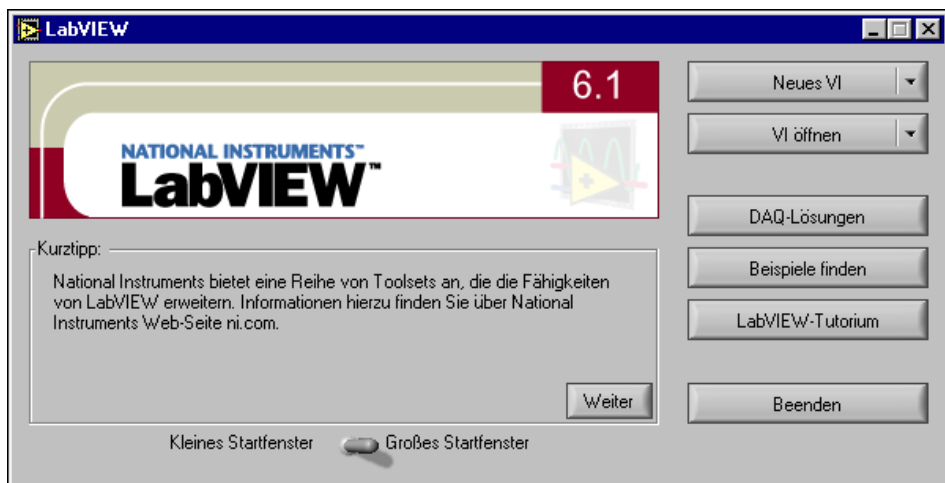 LabVIEW
6.1
NATIONAL INSTRUMENTS™
LabVIEW™
Kurztipp:
National Instruments bietet eine Reihe von Toolsets an, die die Fähigkeiten
von LabVIEW erweitern. Informationen hierzu finden Sie über National
Instruments Web-Seite ni.com.
Weiter
Kleines Startfenster Großes Startfenster
Neues VI
VI öffnen
DAQ-Lösungen
Beispiele finden
LabVIEW-Tutorium
Beenden